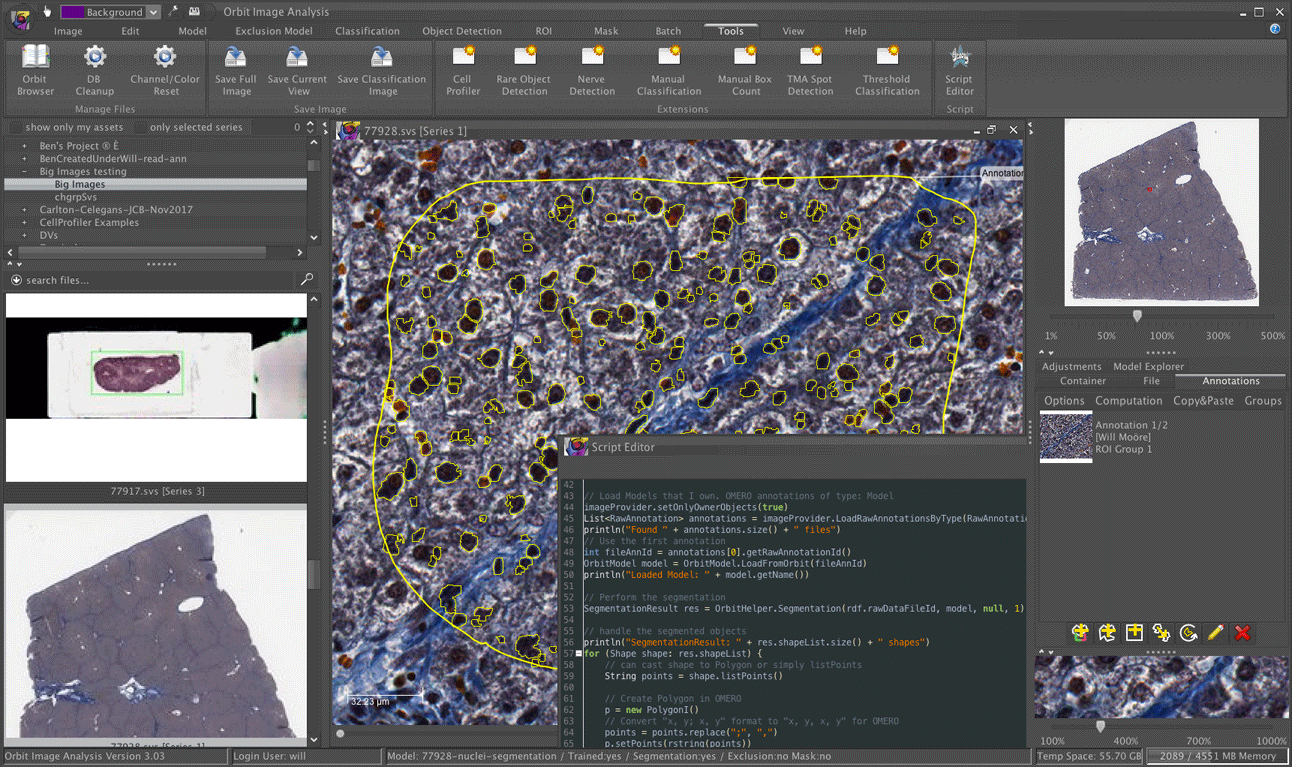 Background
Orbit Image Analysis
Image Edit Model Exclusion Model Classification Object Detection ROI Mask Batch Tools View Help
Orbit Browser
DB Cleanup
Channel/Color Reset
Manage Files
Save Full Image
Save Current View
Save Classification Image
Save Image
Cell Profiler
Rare Object Detection
Nerve Detection
Manual Classification
Manual Box Count
TMA Spot Detection
Threshold Classification
Extensions
Script Editor
Script
show only my assets only selected series 0
+ Ben's Project ® È
+ BenCreatedUnderWill-read-ann
- Big Images testing
Big Images
chgrpSvs
+ Carlton-Celegans-JCB-Nov2017
+ CellProfiler Examples
+ DVs
search files...
77917.svs [Series 3]
77928.svs [Series 1]
77928.svs [Series 1]
Annotation
32.23 µm
Script Editor
42
43 // Load Models that I own. OMERO annotations of type: Model
44 imageProvider.setOnlyOwnerObjects(true)
45 List<RawAnnotation> annotations = imageProvider.LoadRawAnnotationsByType(RawAnnotati
46 println("Found " + annotations.size() + " files")
47 // Use the first annotation
48 int fileAnnId = annotations[0].getRawAnnotationId()
49 OrbitModel model = OrbitModel.LoadFromOrbit(fileAnnId)
50 println("Loaded Model: " + model.getName())
51
52 // Perform the segmentation
53 SegmentationResult res = OrbitHelper.Segmentation(rdf.rawDataFileId, model, null, 1)
54
55 // handle the segmented objects
56 println("SegmentationResult: " + res.shapeList.size() + " shapes")
57 for (Shape shape: res.shapeList) {
58 // can cast shape to Polygon or simply listPoints
59 String points = shape.listPoints()
60
61 // Create Polygon in OMERO
62 p = new PolygonI()
63 // Convert "x, y; x, y" format to "x, y, x, y" for OMERO
64 points = points.replace(";", ",")
65 p.setPoints(rstring(points))
1% 50% 100% 300% 500%
Adjustments Model Explorer
Container File Annotations
Options Computation Copy&Paste Groups
Annotation 1/2
[Will Moore]
ROI Group 1
100% 400% 700% 1000%
Orbit Image Analysis Version 3.03
Login User: will
Model: 77928-nuclei-segmentation / Trained:yes / Segmentation:yes / Exclusion:no Mask:no
Temp Space: 55.70 GB
2089 / 4551 MB Memory